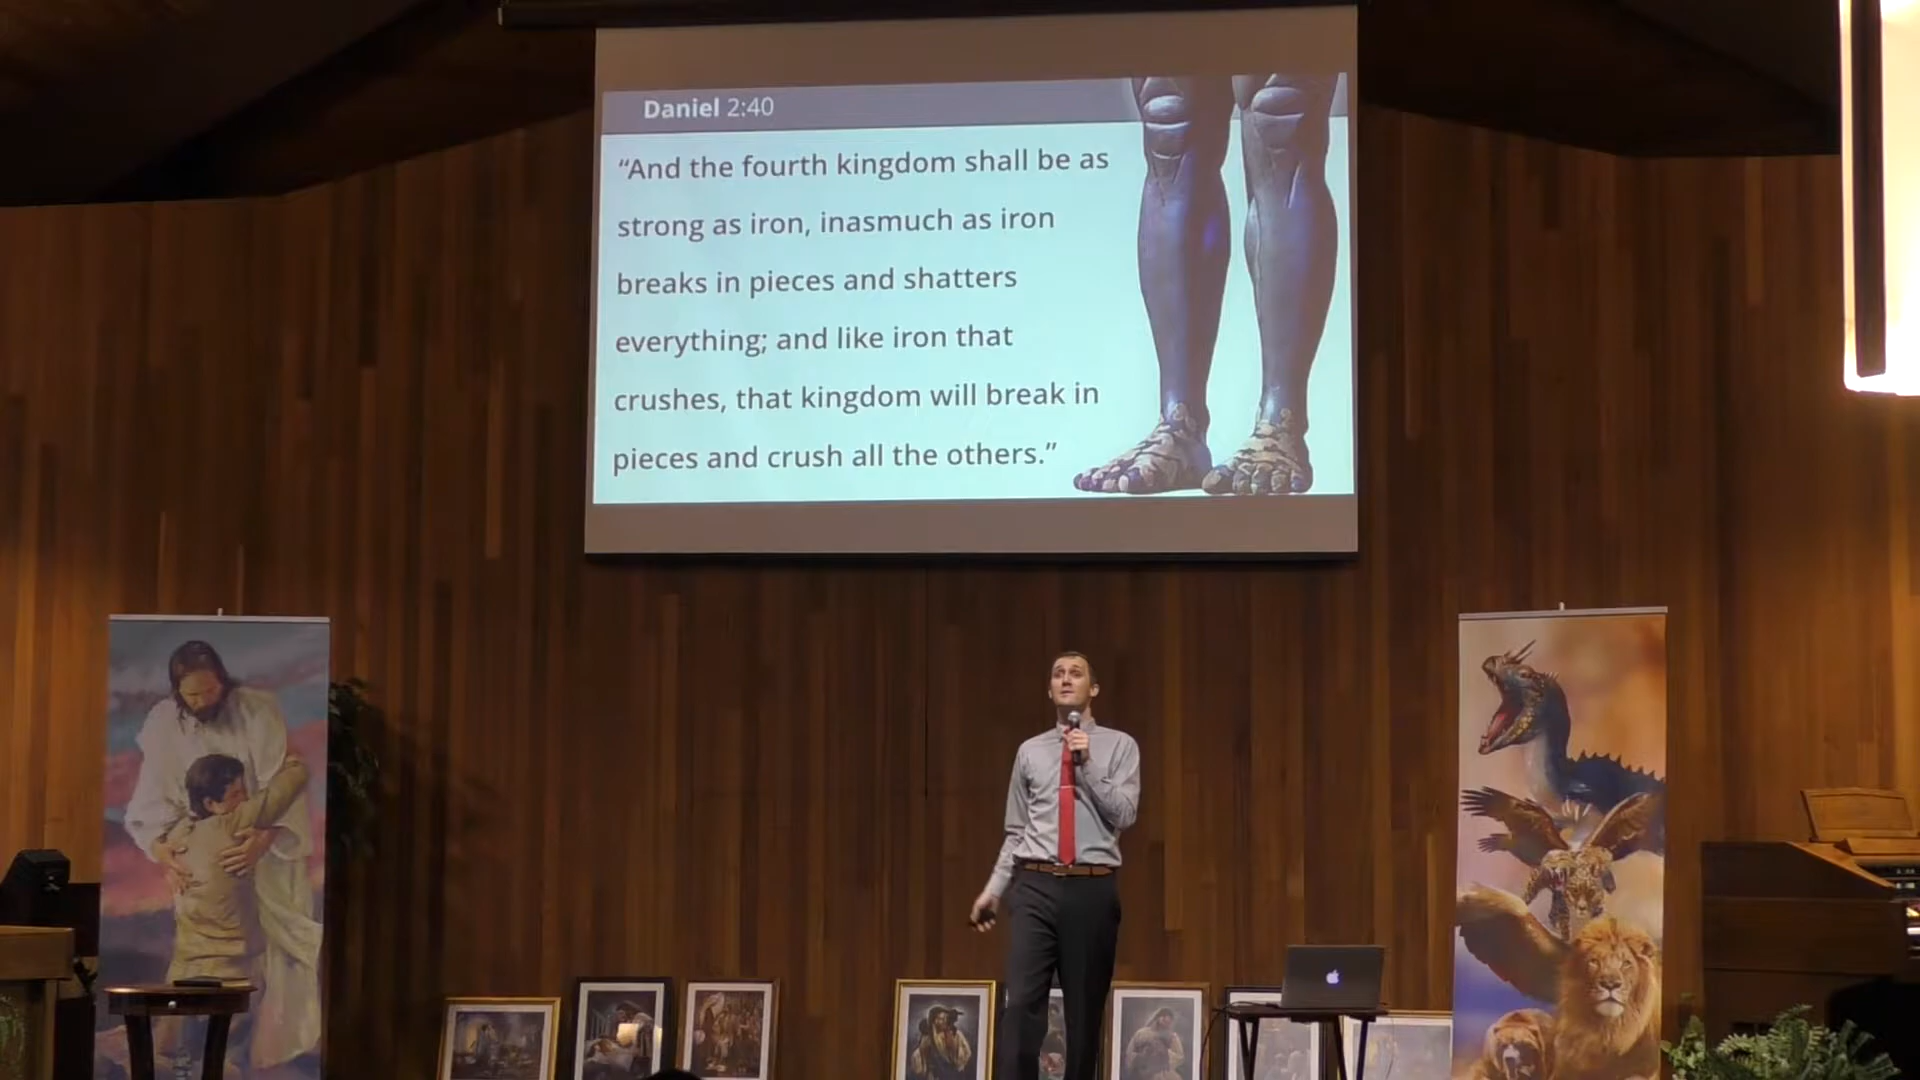 Daniel 2:40
“And the fourth kingdom shall be as
strong as iron, inasmuch as iron
breaks in pieces and shatters
everything; and like iron that
crushes, that kingdom will break in
pieces and crush all the others.”